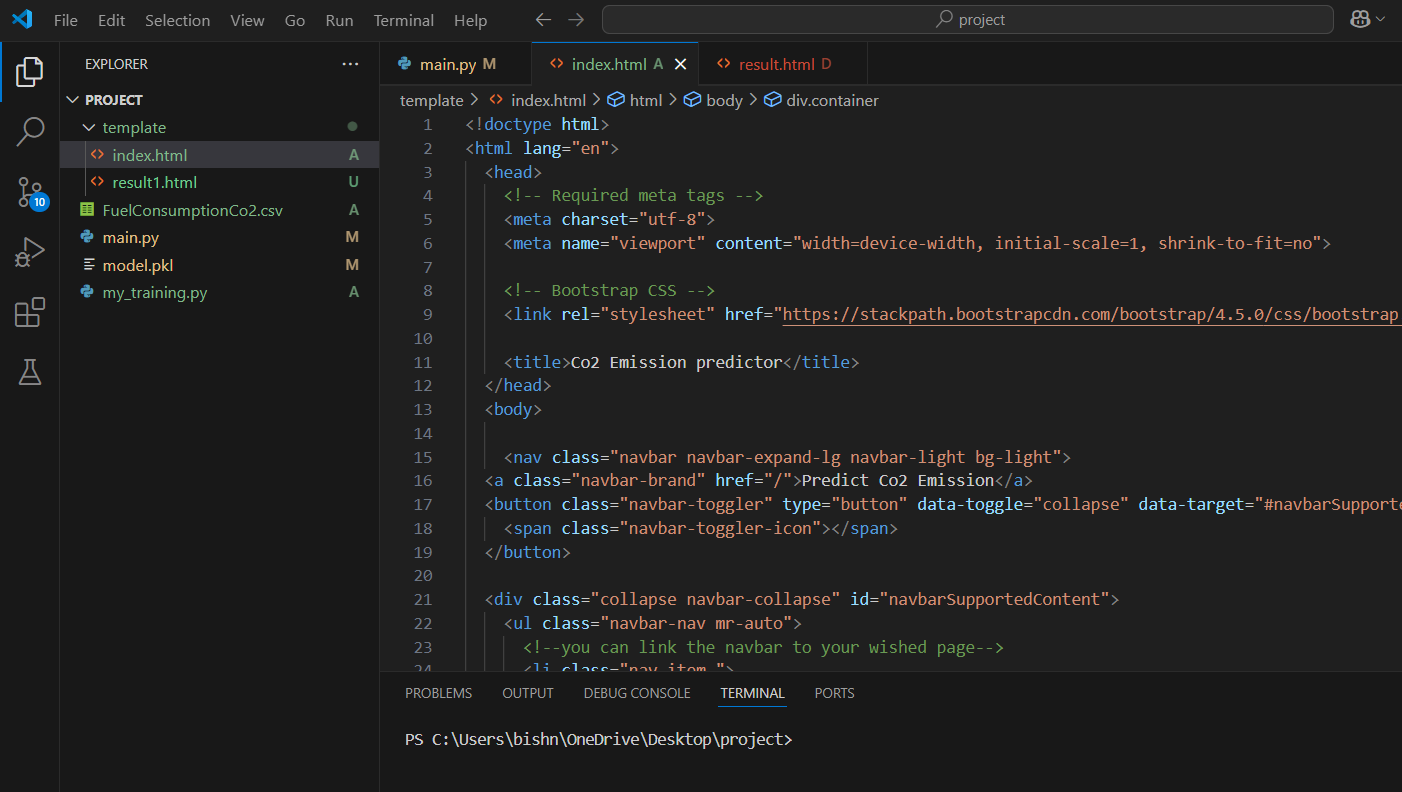 File Edit Selection View Go Run Terminal Help
project
EXPLORER
PROJECT
template
index.html A
result1.html U
FuelConsumptionCo2.csv A
main.py M
model.pkl M
my_training.py A
10
main.py M
index.html A
result.html D
template > index.html > html > body > div.container
1 <!doctype html>
2 <html lang="en">
3 <head>
4 <!-- Required meta tags -->
5 <meta charset="utf-8">
6 <meta name="viewport" content="width=device-width, initial-scale=1, shrink-to-fit=no">
7
8 <!-- Bootstrap CSS -->
9 <link rel="stylesheet" href="https://stackpath.bootstrapcdn.com/bootstrap/4.5.0/css/bootstrap
10
11 <title>Co2 Emission predictor</title>
12 </head>
13 <body>
14
15 <nav class="navbar navbar-expand-lg navbar-light bg-light">
16 <a class="navbar-brand" href="/">Predict Co2 Emission</a>
17 <button class="navbar-toggler" type="button" data-toggle="collapse" data-target="#navbarSupporte
18 <span class="navbar-toggler-icon"></span>
19 </button>
20
21 <div class="collapse navbar-collapse" id="navbarSupportedContent">
22 <ul class="navbar-nav mr-auto">
23 <!--you can link the navbar to your wished page-->
24 <li class="nav-item ">
PROBLEMS OUTPUT DEBUG CONSOLE TERMINAL PORTS
PS C:\Users\bishn\OneDrive\Desktop\project>